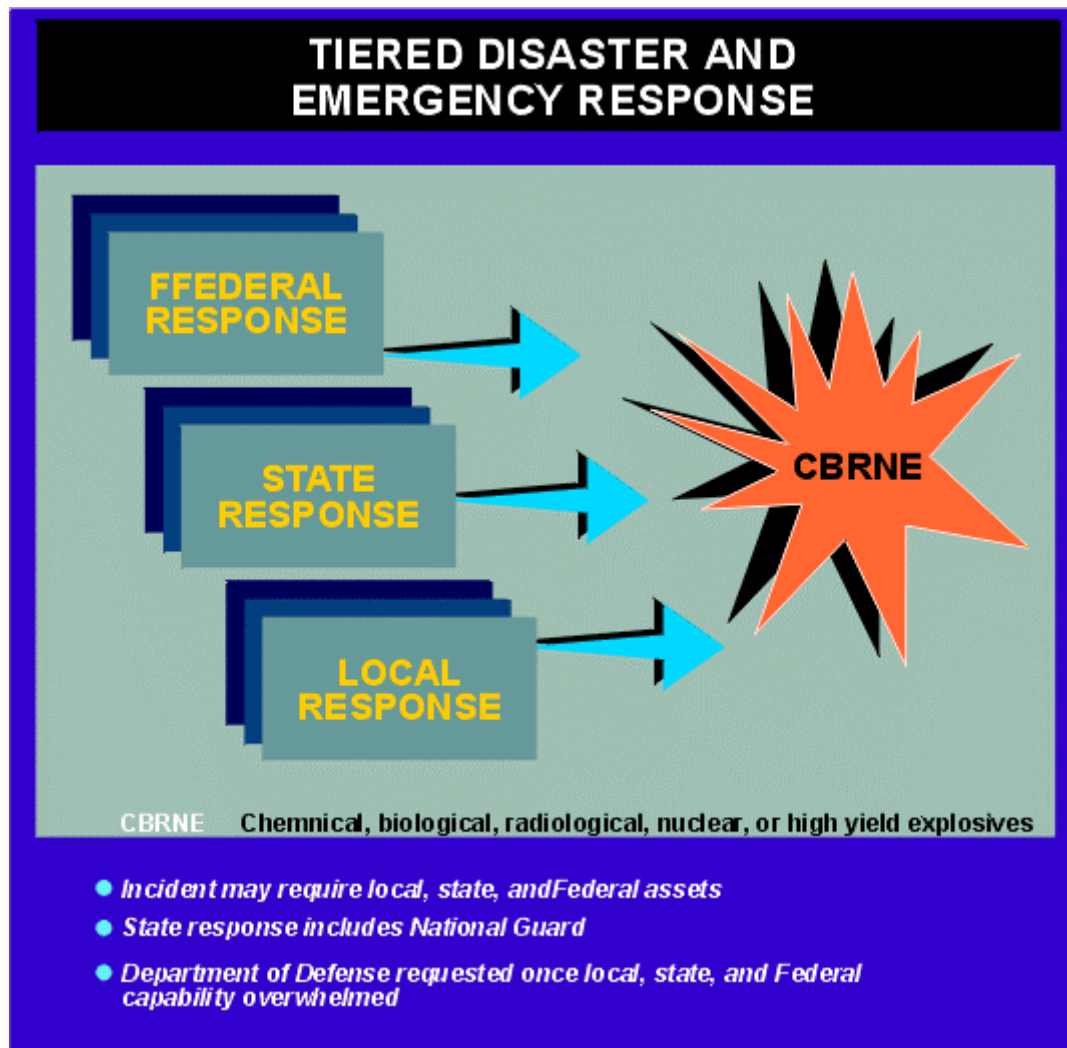 TIERED DISASTER AND
EMERGENCY RESPONSE
FFEDERAL
RESPONSE
STATE
RESPONSE
LOCAL
RESPONSE
CBRNE
CBRNE Chemnical, biological, radiological, nuclear, or high yield explosives
Incident may require local, state, andFederal assets
State response includes National Guard
Department of Defense requested once local, state, and Federal
capability overwhelmed